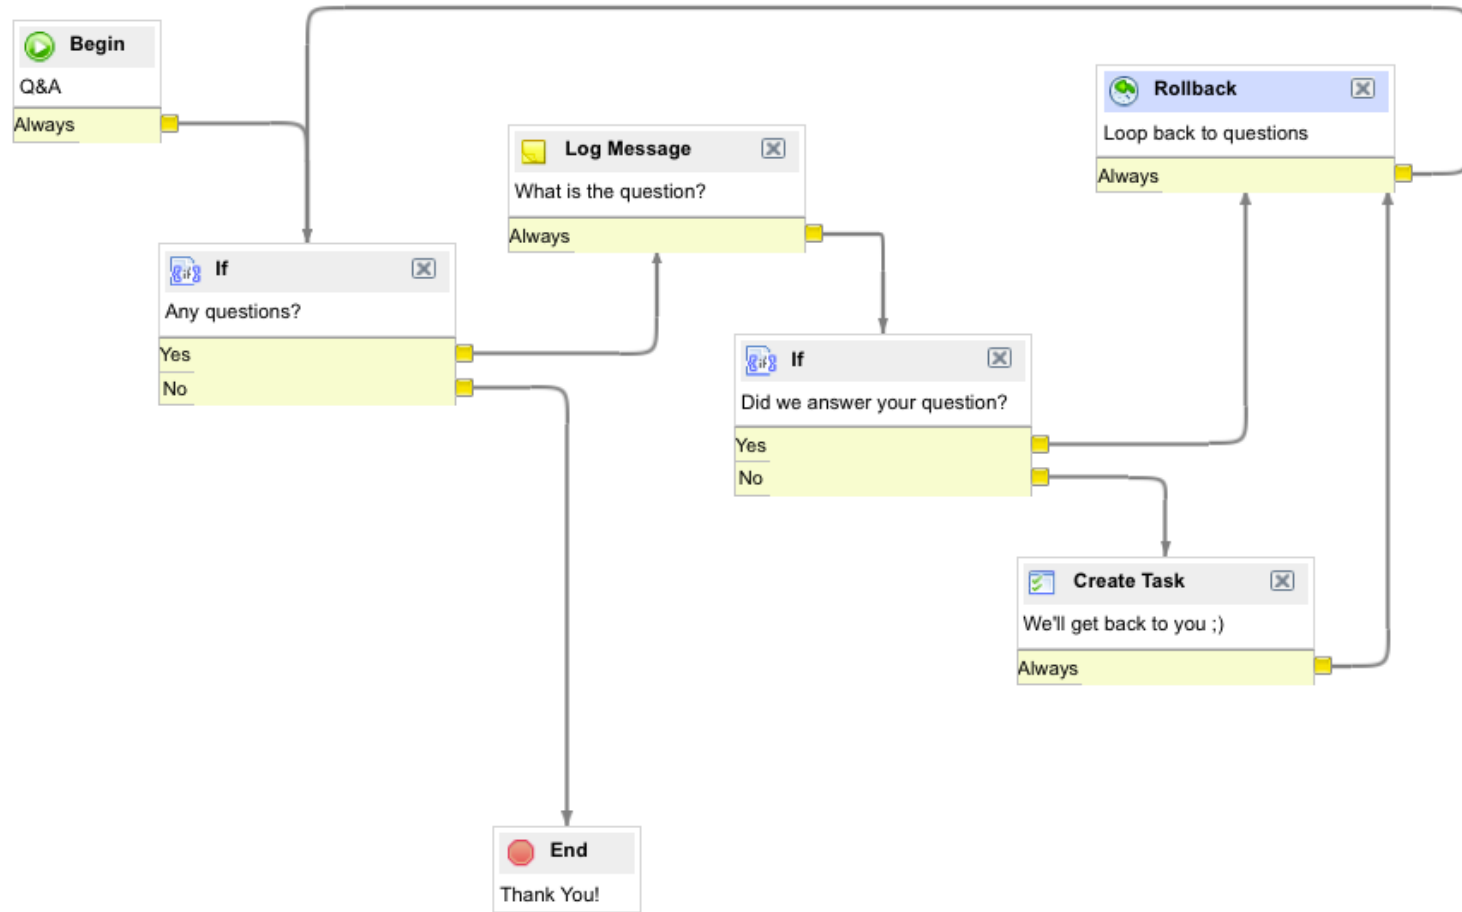 Begin
Q&A
Always
If
Any questions?
Yes
No
Log Message
What is the question?
Always
If
Did we answer your question?
Yes
No
Rollback
Loop back to questions
Always
Create Task
We'll get back to you ;)
Always
End
Thank You!